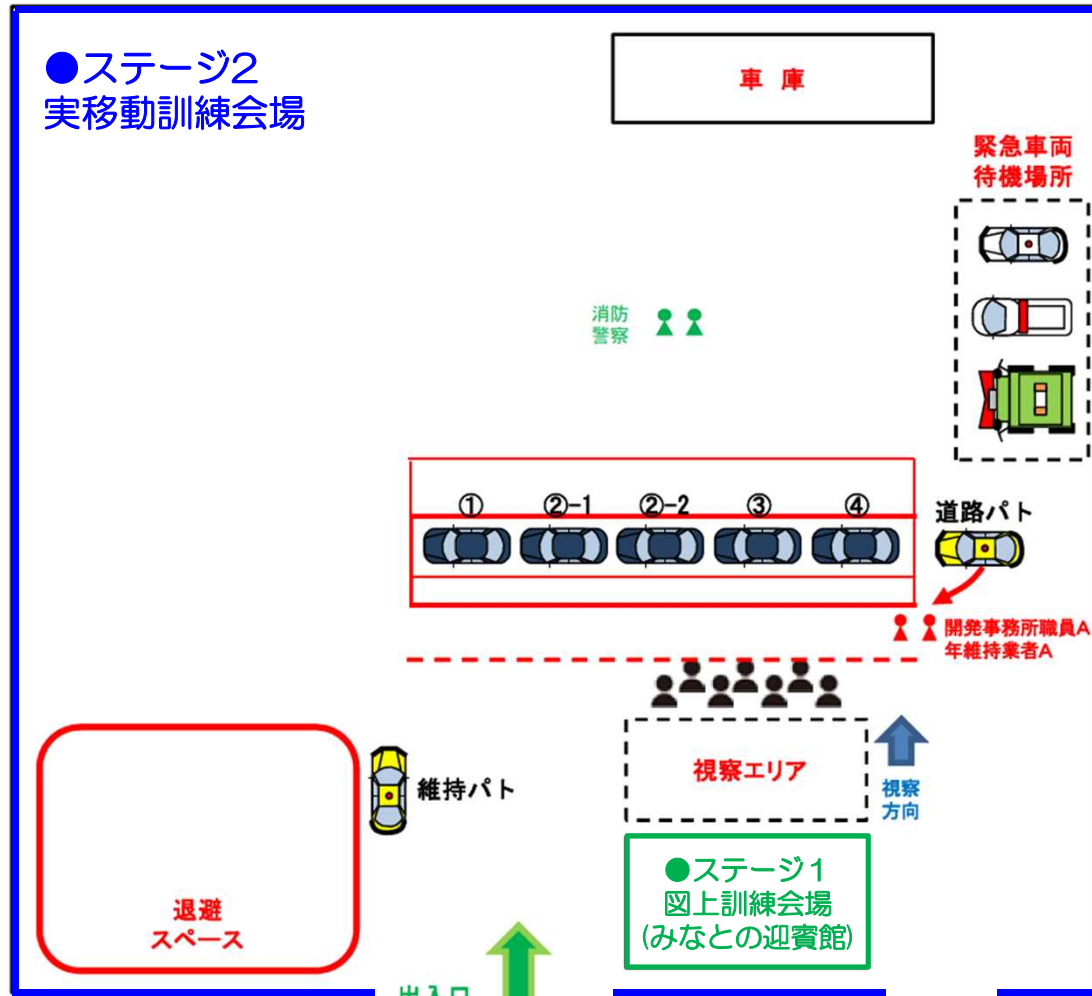 ●ステージ2
実移動訓練会場
車 庫
緊急車両
待機場所
消防
警察
①
②-1
②-2
③
④
道路パト
開発事務所職員A
年維持業者A
維持パト
視察エリア
視察
方向
退避
スペース
●ステージ１
図上訓練会場
(みなとの迎賓館)
出入口